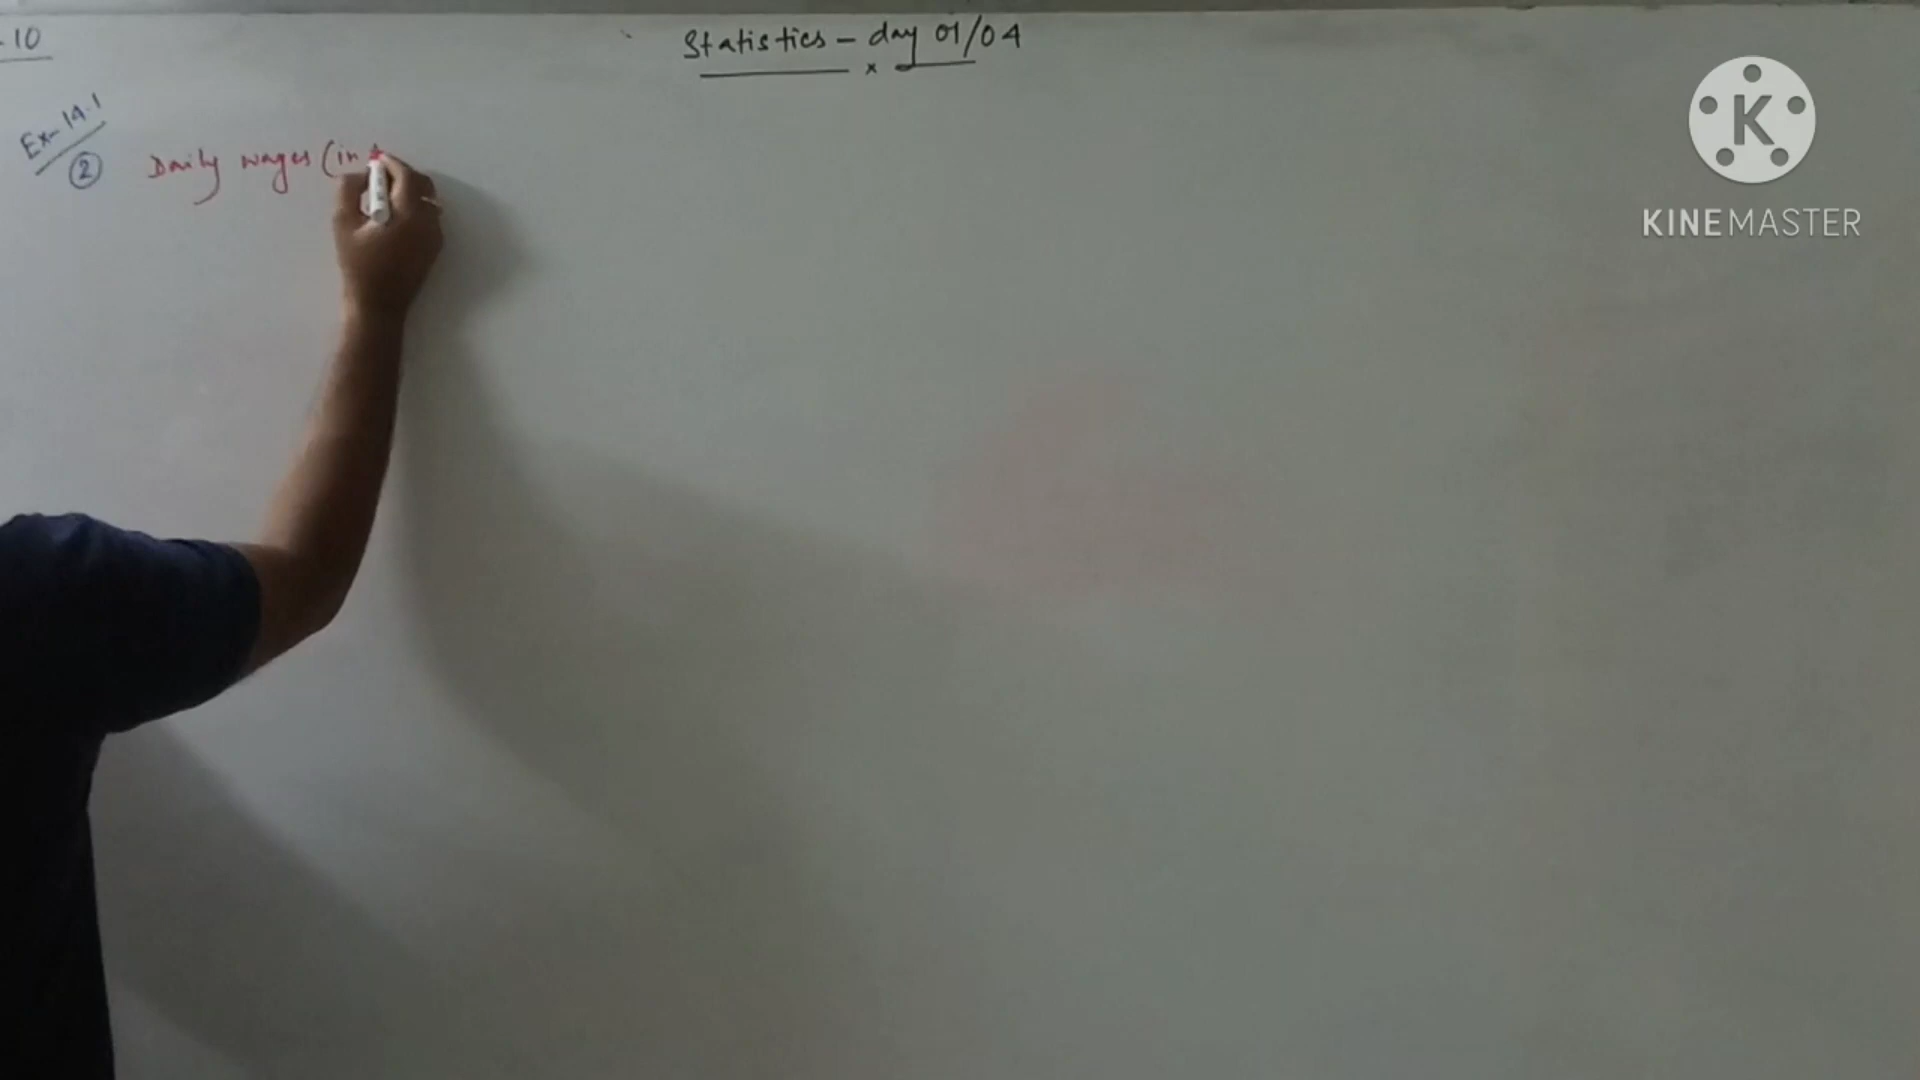 -10
Statistics - day 01/04
x
Ex-14.1
② Daily wages (in
K
KINEMASTER